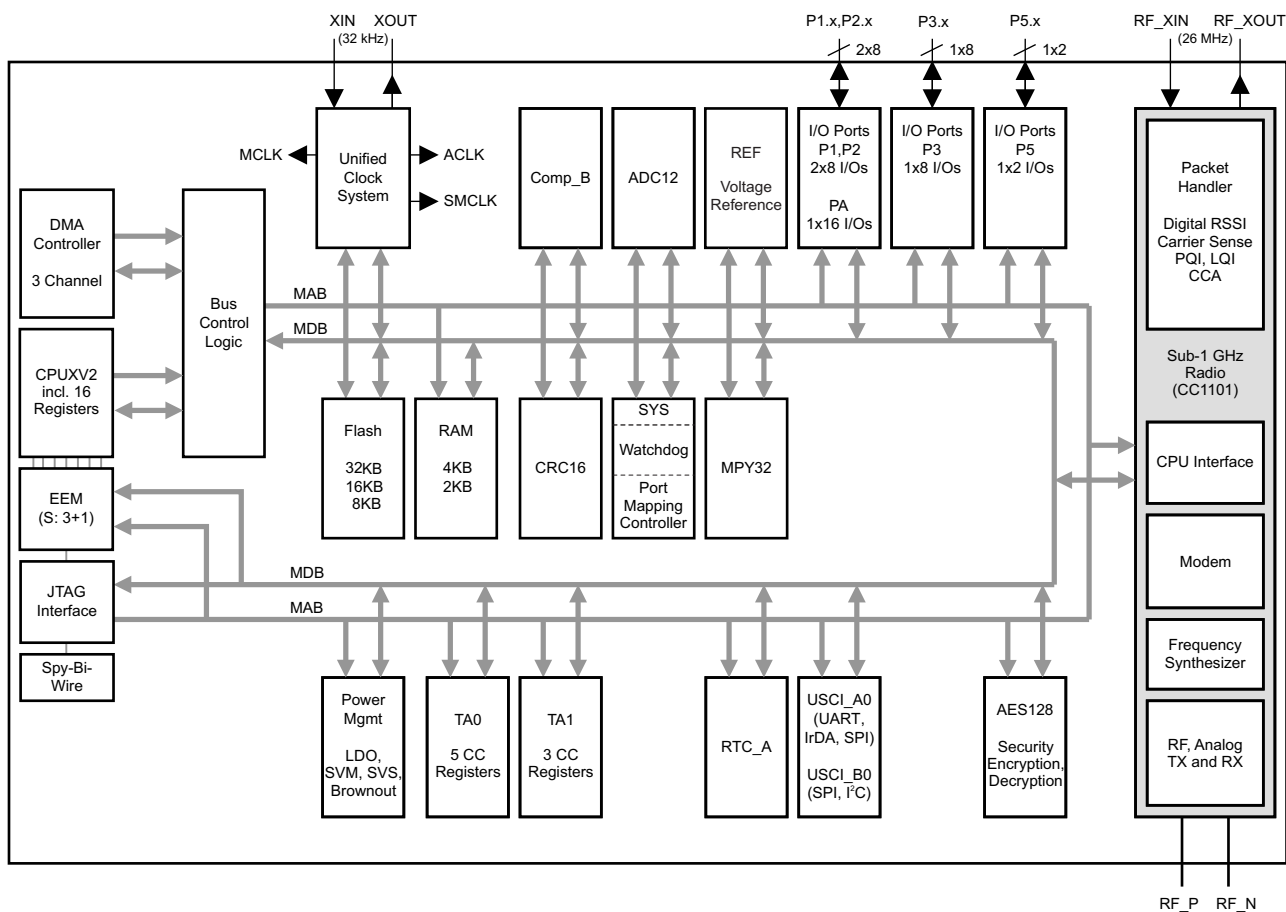 XIN XOUT
(32 kHz)
P1.x,P2.x
2x8
P3.x
1x8
P5.x
1x2
RF_XIN RF_XOUT
(26 MHz)
MCLK
Unified
Clock
System
ACLK
SMCLK
Comp_B
ADC12
REF
Voltage
Reference
I/O Ports
P1,P2
2x8 I/Os
PA
1x16 I/Os
I/O Ports
P3
1x8 I/Os
I/O Ports
P5
1x2 I/Os
Packet
Handler
Digital RSSI
Carrier Sense
PQI, LQI
CCA
DMA
Controller
3 Channel
Bus
Control
Logic
MAB
MDB
CPUXV2
incl. 16
Registers
Sub-1 GHz
Radio
(CC1101)
Flash
32KB
16KB
8KB
RAM
4KB
2KB
CRC16
SYS
Watchdog
Port
Mapping
Controller
MPY32
CPU Interface
EEM
(S: 3+1)
Modem
JTAG
Interface
MDB
MAB
Frequency
Synthesizer
Spy-Bi-
Wire
Power
Mgmt
LDO,
SVM, SVS,
Brownout
TA0
5 CC
Registers
TA1
3 CC
Registers
RTC_A
USCI_A0
(UART,
IrDA, SPI)
USCI_B0
(SPI, I²C)
AES128
Security
Encryption,
Decryption
RF, Analog
TX and RX
RF_P RF_N